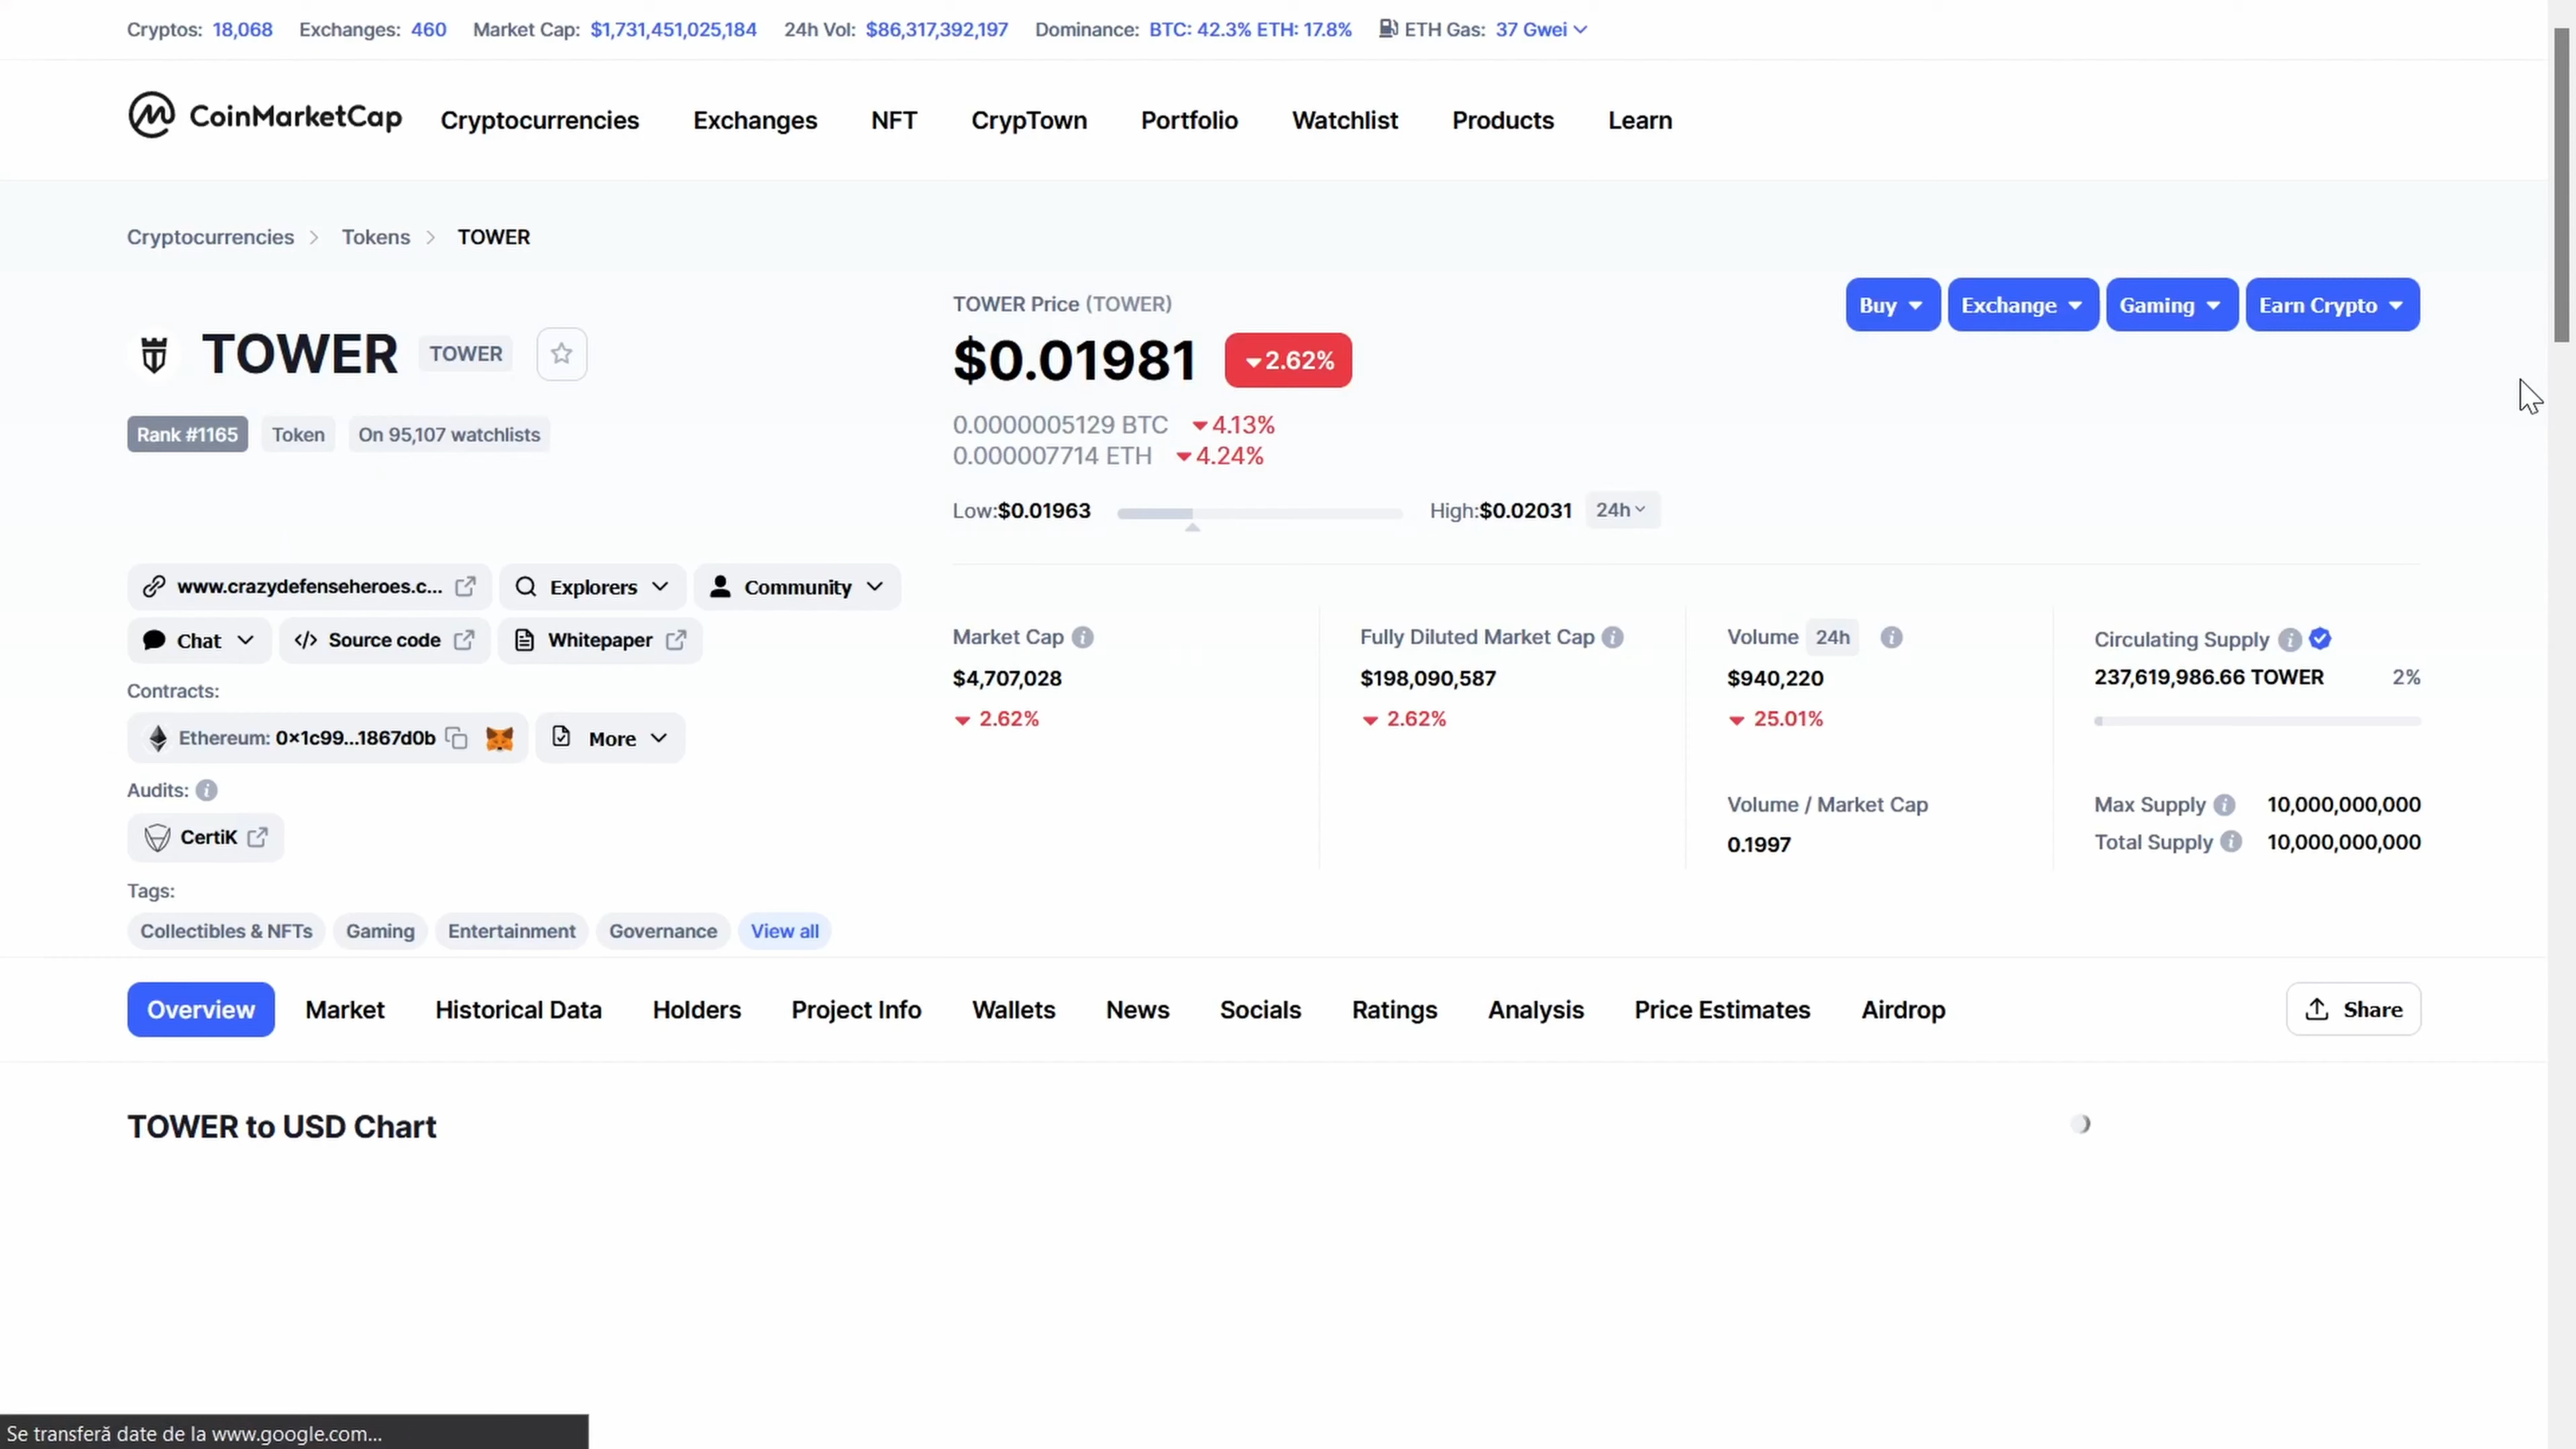 Cryptos: 18,068 Exchanges: 460 Market Cap: $1,731,451,025,184 24h Vol: $86,317,392,197 Dominance: BTC: 42.3% ETH: 17.8% ETH Gas: 37 Gwei
CoinMarketCap Cryptocurrencies Exchanges NFT CrypTown Portfolio Watchlist Products Learn
Cryptocurrencies Tokens TOWER
TOWER TOWER
Rank #1165 Token On 95,107 watchlists
TOWER Price (TOWER)
$0.01981 2.62%
0.0000005129 BTC 4.13%
0.000007714 ETH 4.24%
Low:$0.01963 High:$0.02031 24h
Buy Exchange Gaming Earn Crypto
www.crazydefenseheroes.c... Explorers Community
Chat Source code Whitepaper
Contracts:
Ethereum: 0x1c99...1867d0b More
Audits:
CertiK
Tags:
Collectibles & NFTs Gaming Entertainment Governance View all
Market Cap
$4,707,028
2.62%
Fully Diluted Market Cap
$198,090,587
2.62%
Volume 24h
$940,220
25.01%
Volume / Market Cap
0.1997
Circulating Supply
237,619,986.66 TOWER 2%
Max Supply 10,000,000,000
Total Supply 10,000,000,000
Overview Market Historical Data Holders Project Info Wallets News Socials Ratings Analysis Price Estimates Airdrop Share
TOWER to USD Chart
Se transferă date de la www.google.com...